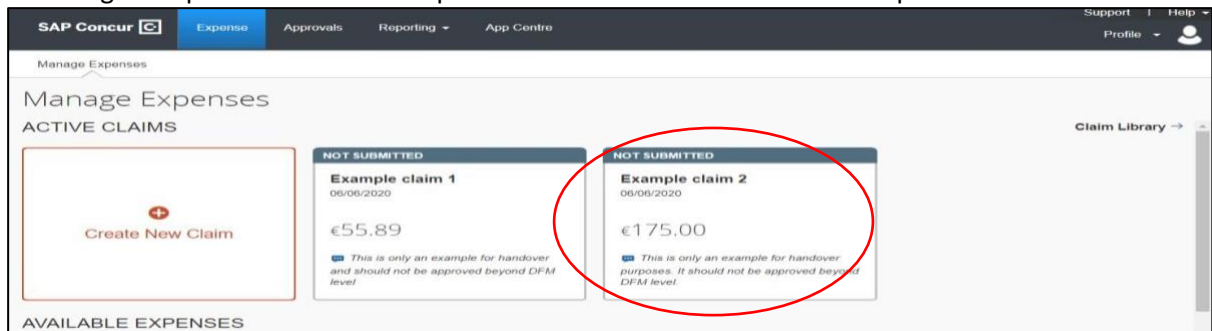 Support | Help
SAP Concur C Expense Approvals Reporting App Centre
Profile
Manage Expenses
Manage Expenses
ACTIVE CLAIMS
Claim Library →
Create New Claim
NOT SUBMITTED
Example claim 1
06/06/2020
€55.89
This is only an example for handover
and should not be approved beyond DFM
level
NOT SUBMITTED
Example claim 2
06/06/2020
€175.00
This is only an example for handover
purposes. It should not be approved beyond
DFM level.
AVAILABLE EXPENSES